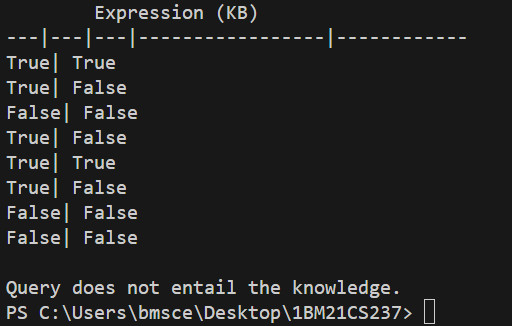 Expression (KB)
---|---|---|-----------------|------------
True| True
True| False
False| False
True| False
True| True
True| False
False| False
False| False
Query does not entail the knowledge.
PS C:\Users\bmsce\Desktop\1BM21CS237>